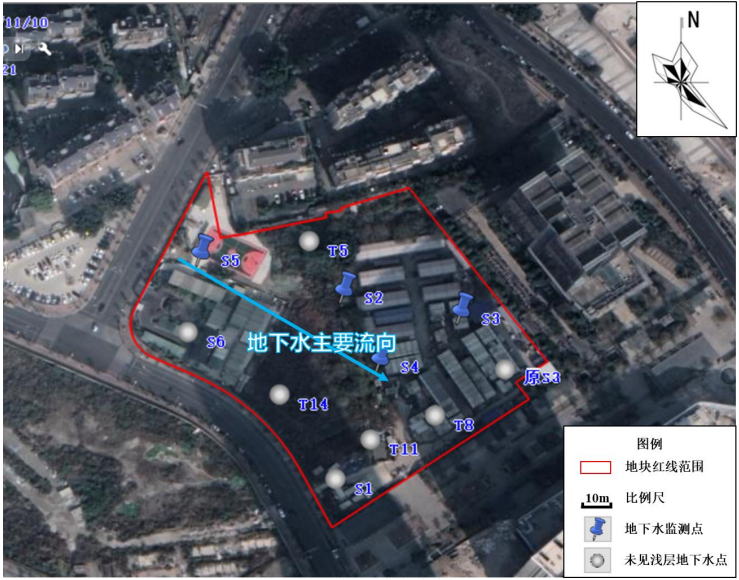 11/10
21
N
S5
T5
S2
S3
S6
地下水主要流向
S4
原S3
T14
T8
T11
S1
图例
地块红线范围
10m 比例尺
地下水监测点
未见浅层地下水点